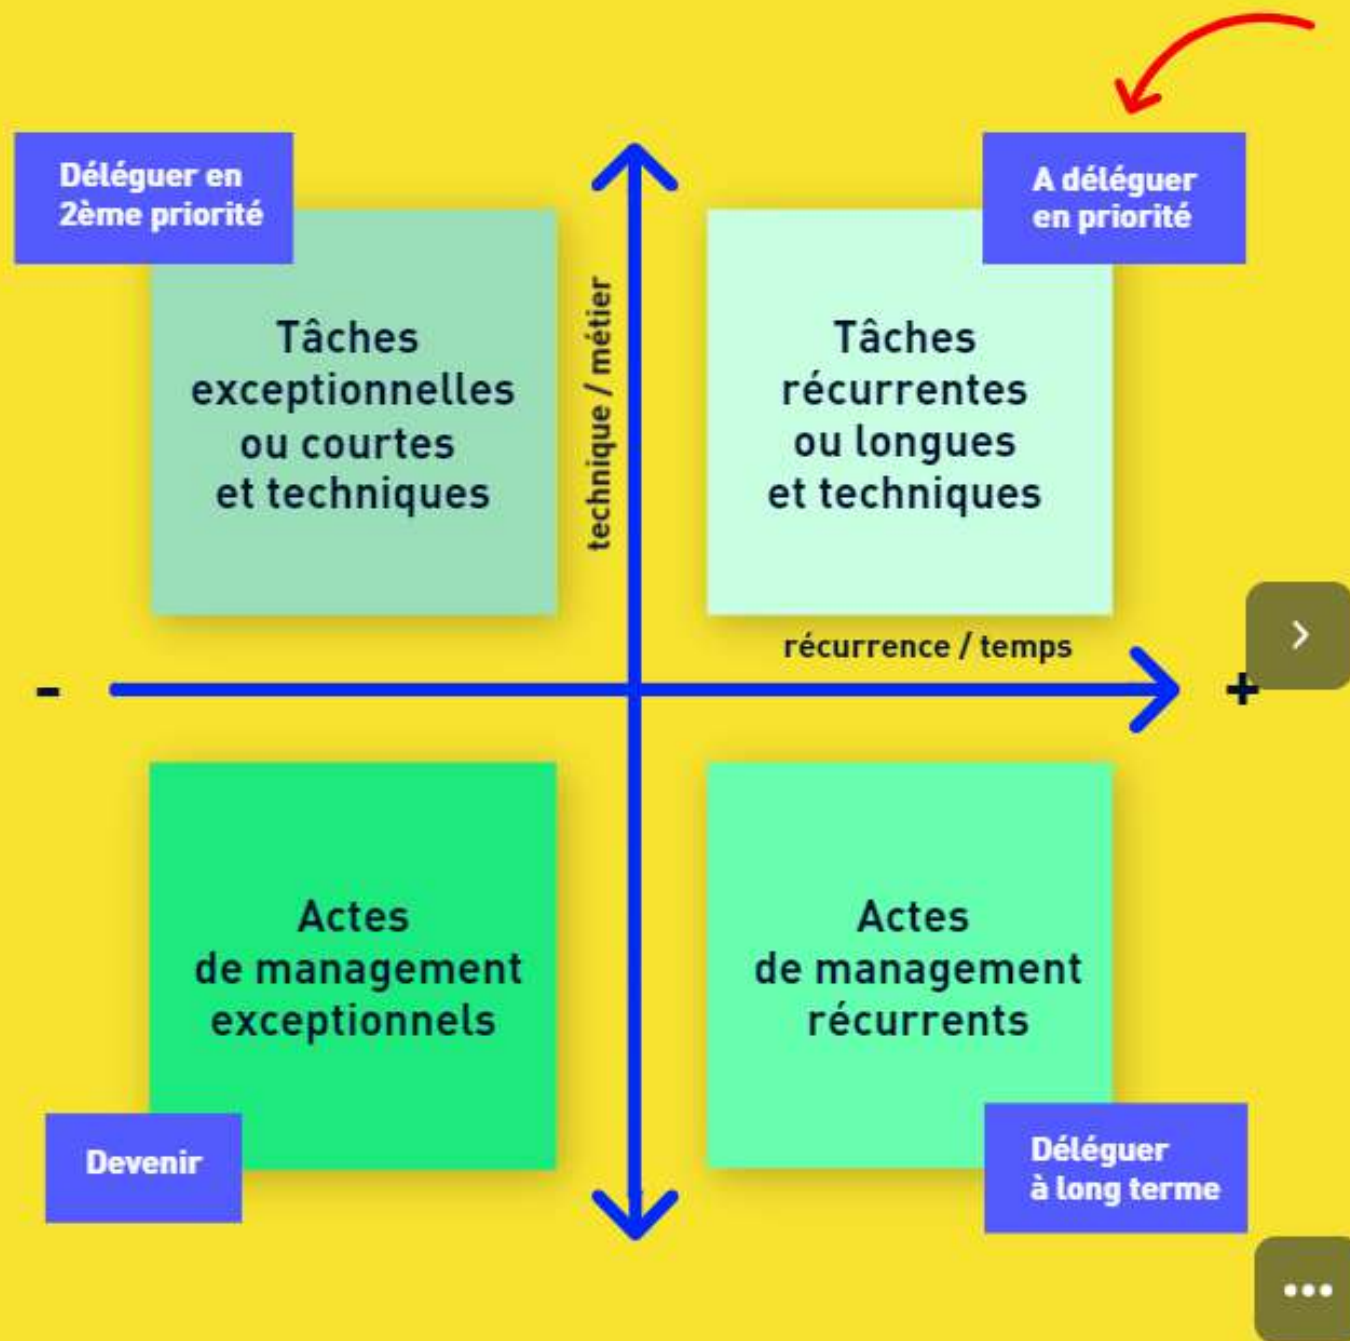 Déléguer en
2ème priorité
A déléguer
en priorité
Tâches
exceptionnelles
ou courtes
et techniques
technique / métier
Tâches
récurrentes
ou longues
et techniques
récurrence / temps
-
+
Actes
de management
exceptionnels
Actes
de management
récurrents
Devenir
Déléguer
à long terme